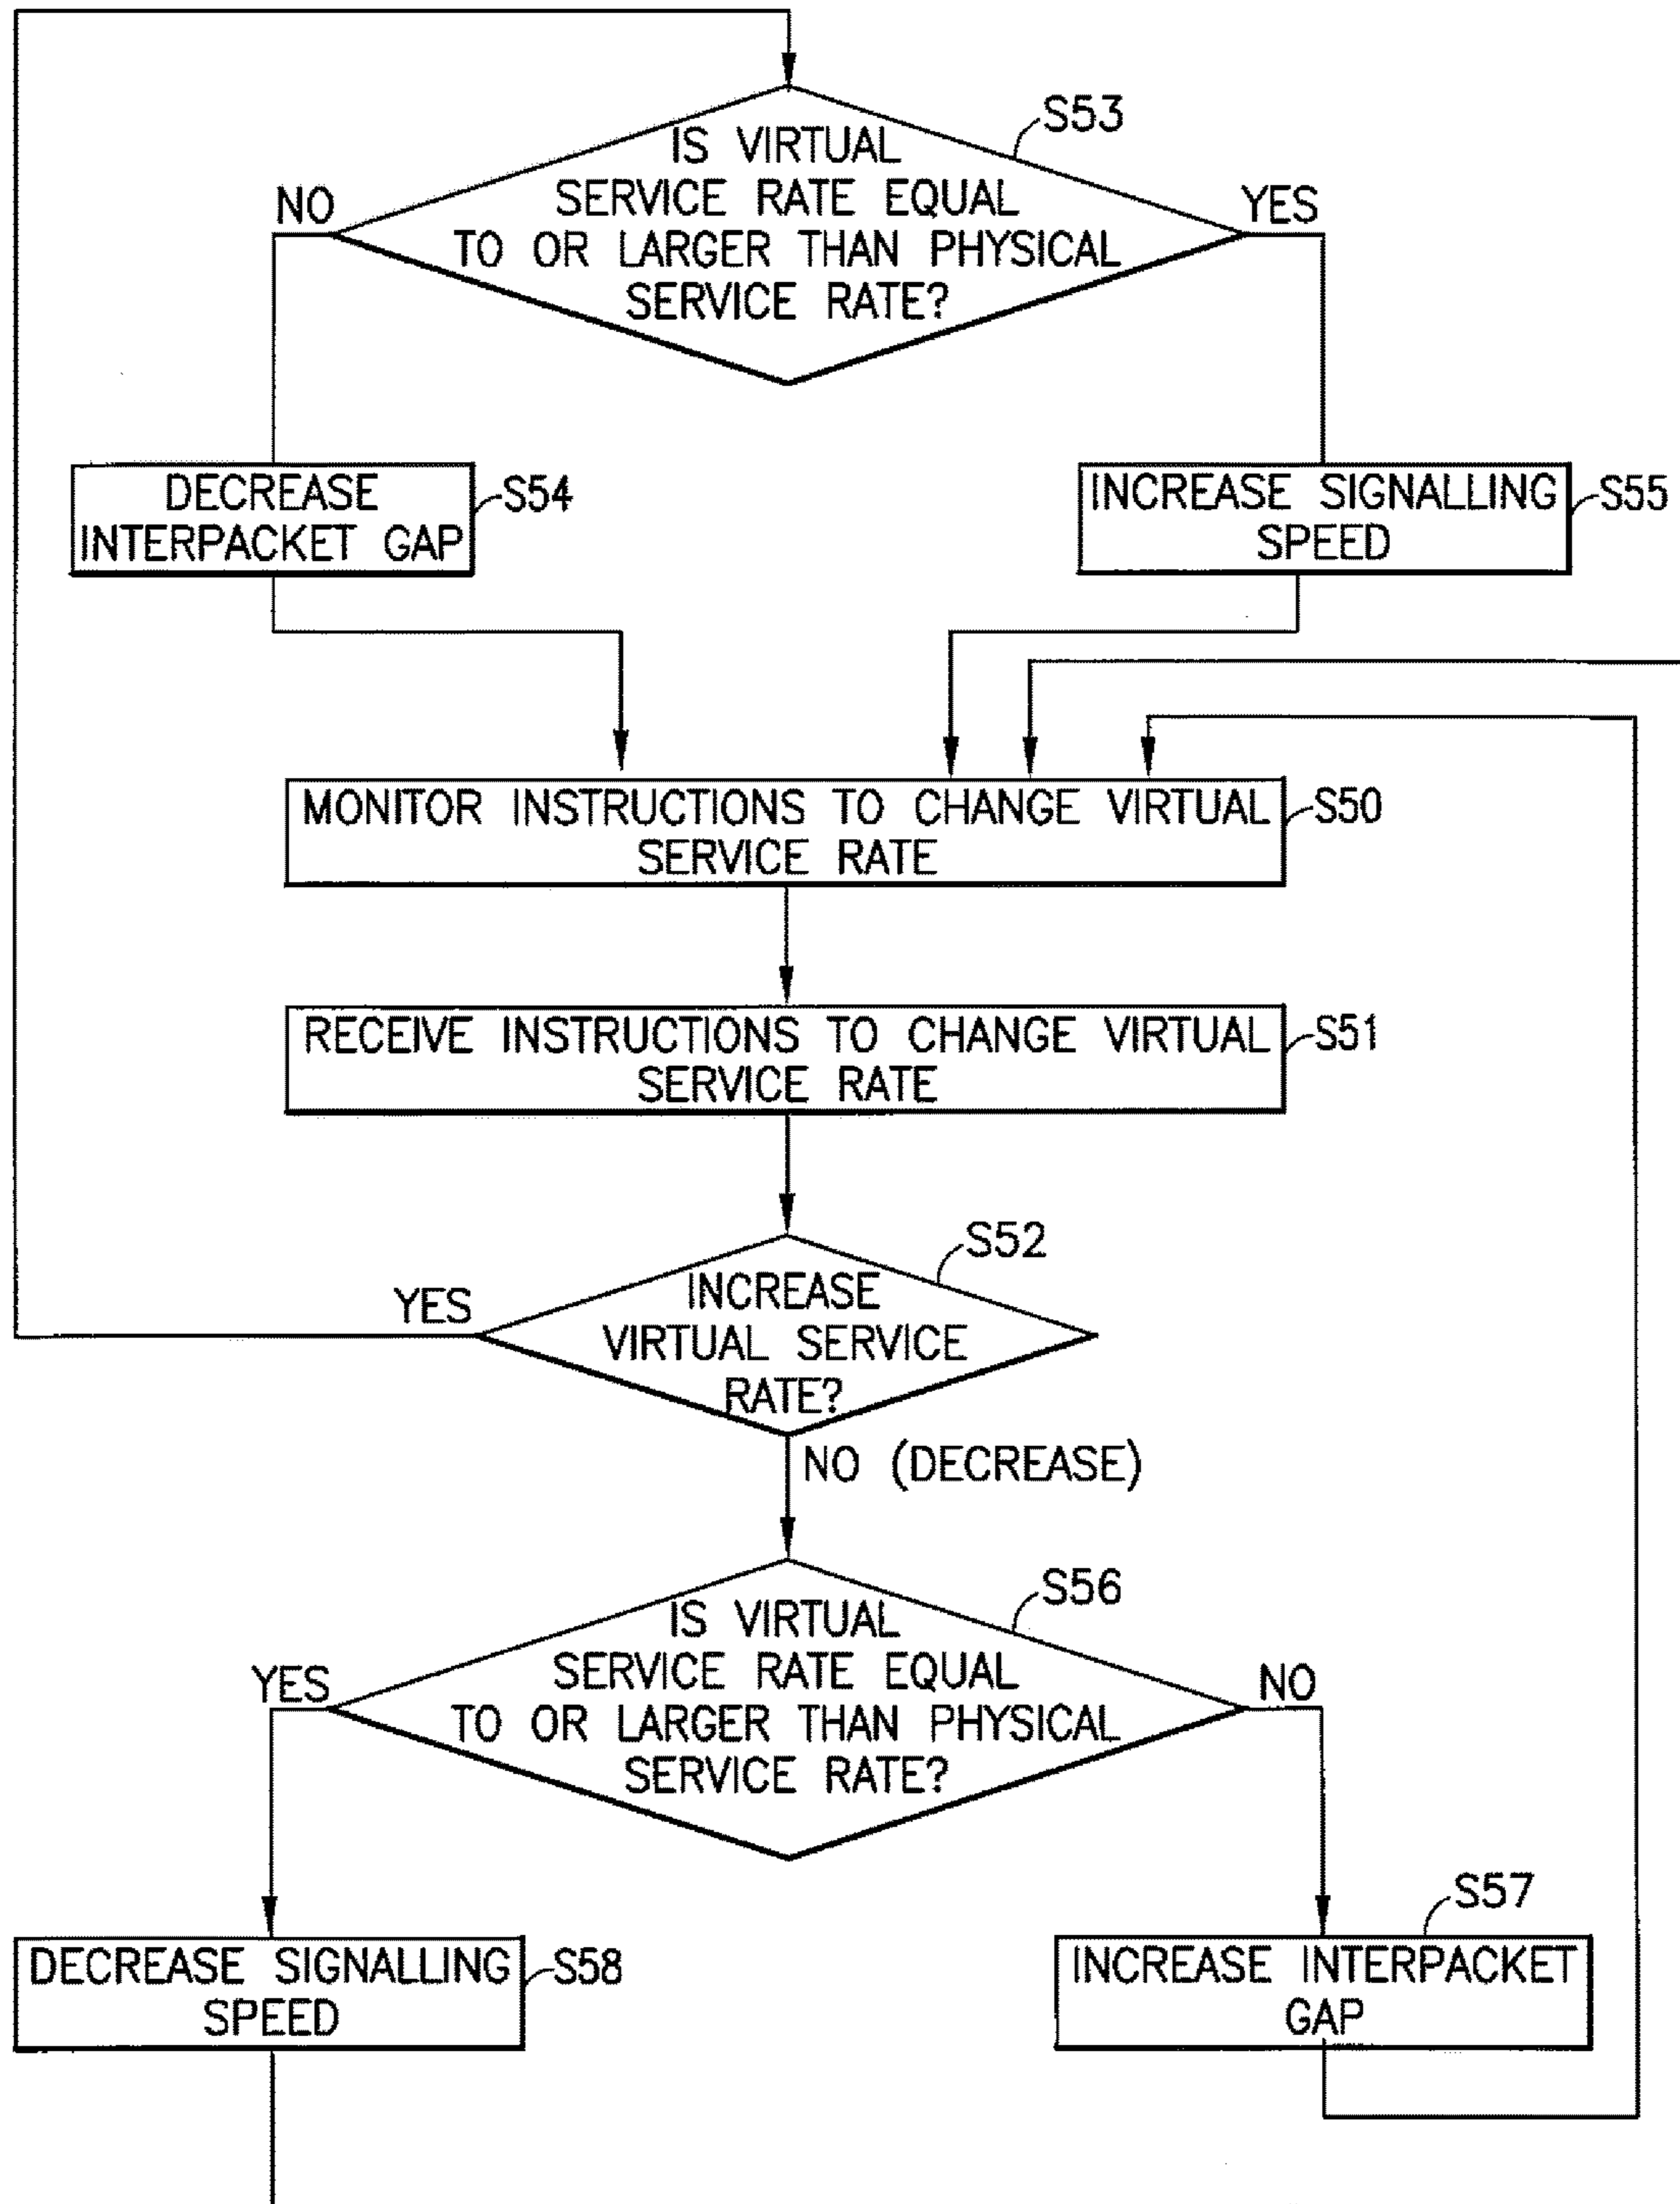 S53
IS VIRTUAL
SERVICE RATE EQUAL
TO OR LARGER THAN PHYSICAL
SERVICE RATE?
NO
YES
DECREASE
INTERPACKET GAP
S54
INCREASE SIGNALLING
SPEED
S55
MONITOR INSTRUCTIONS TO CHANGE VIRTUAL
SERVICE RATE
S50
RECEIVE INSTRUCTIONS TO CHANGE VIRTUAL
SERVICE RATE
S51
S52
INCREASE
VIRTUAL SERVICE
RATE?
YES
NO (DECREASE)
S56
IS VIRTUAL
SERVICE RATE EQUAL
TO OR LARGER THAN PHYSICAL
SERVICE RATE?
YES
NO
S57
DECREASE SIGNALLING
SPEED
S58
INCREASE INTERPACKET
GAP